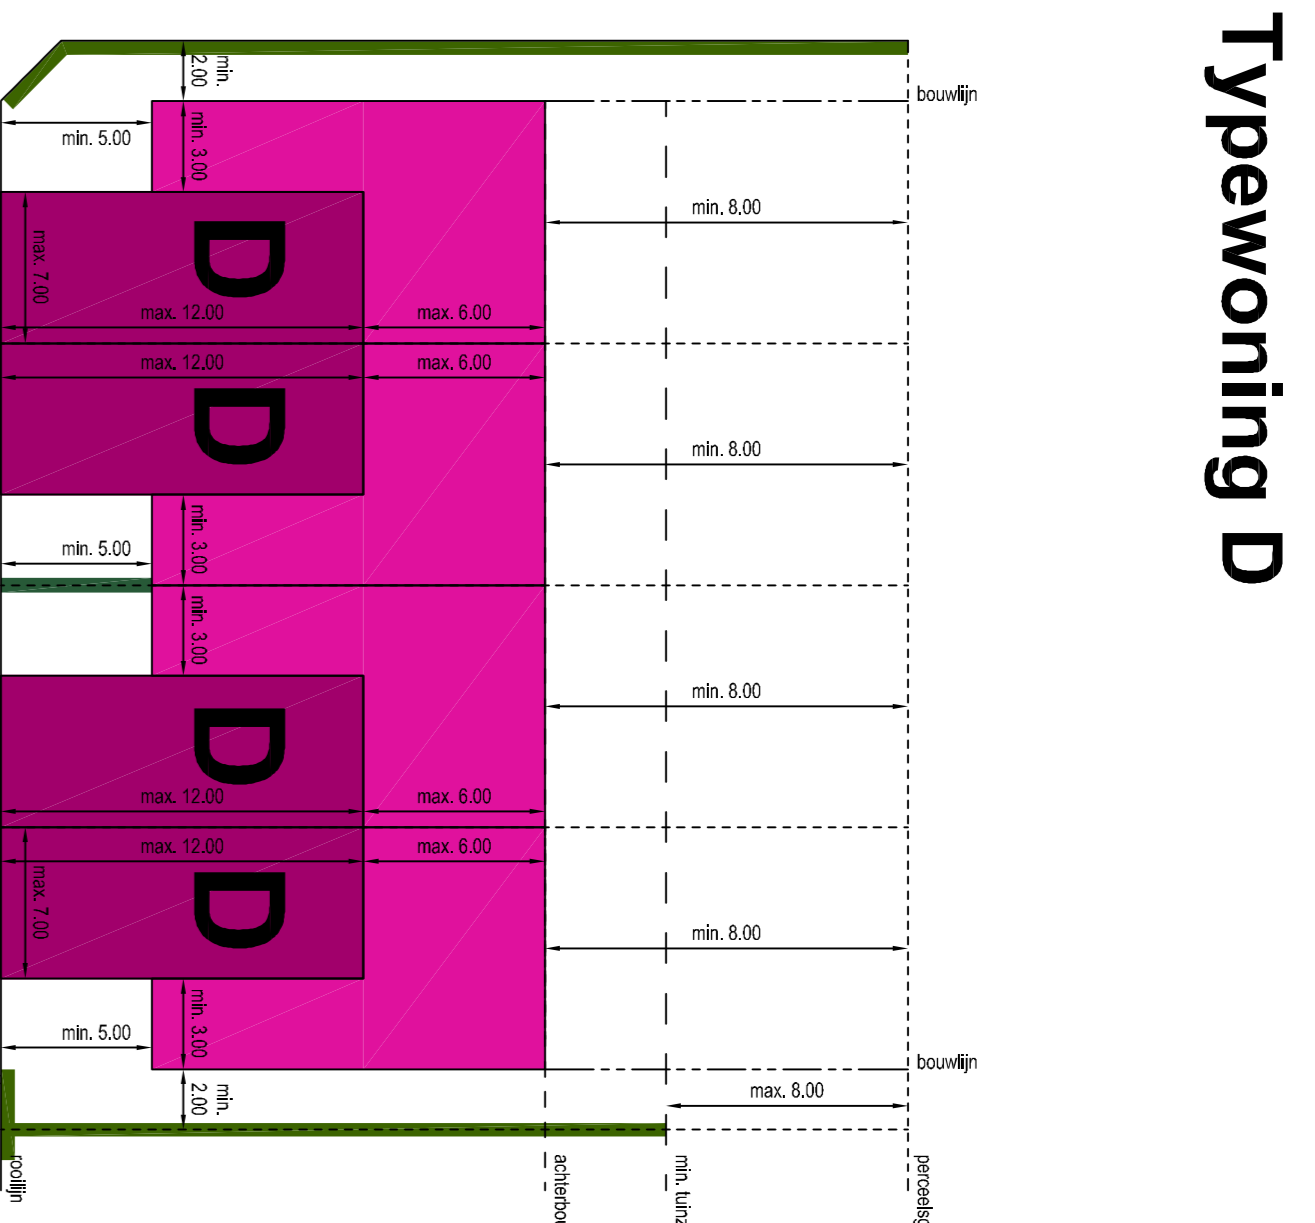 Typewoning D
bouwlijn
min.
2.00
min. 3.00
min. 5.00
min. 8.00
D
max. 7.00
max. 12.00
max. 6.00
max. 12.00
max. 6.00
D
min. 8.00
min. 3.00
min. 5.00
min. 3.00
min. 8.00
D
max. 12.00
max. 6.00
max. 12.00
max. 6.00
D
max. 7.00
min. 8.00
min. 3.00
min. 5.00
bouwlijn
max. 8.00
min.
2.00
rooilijn
min.